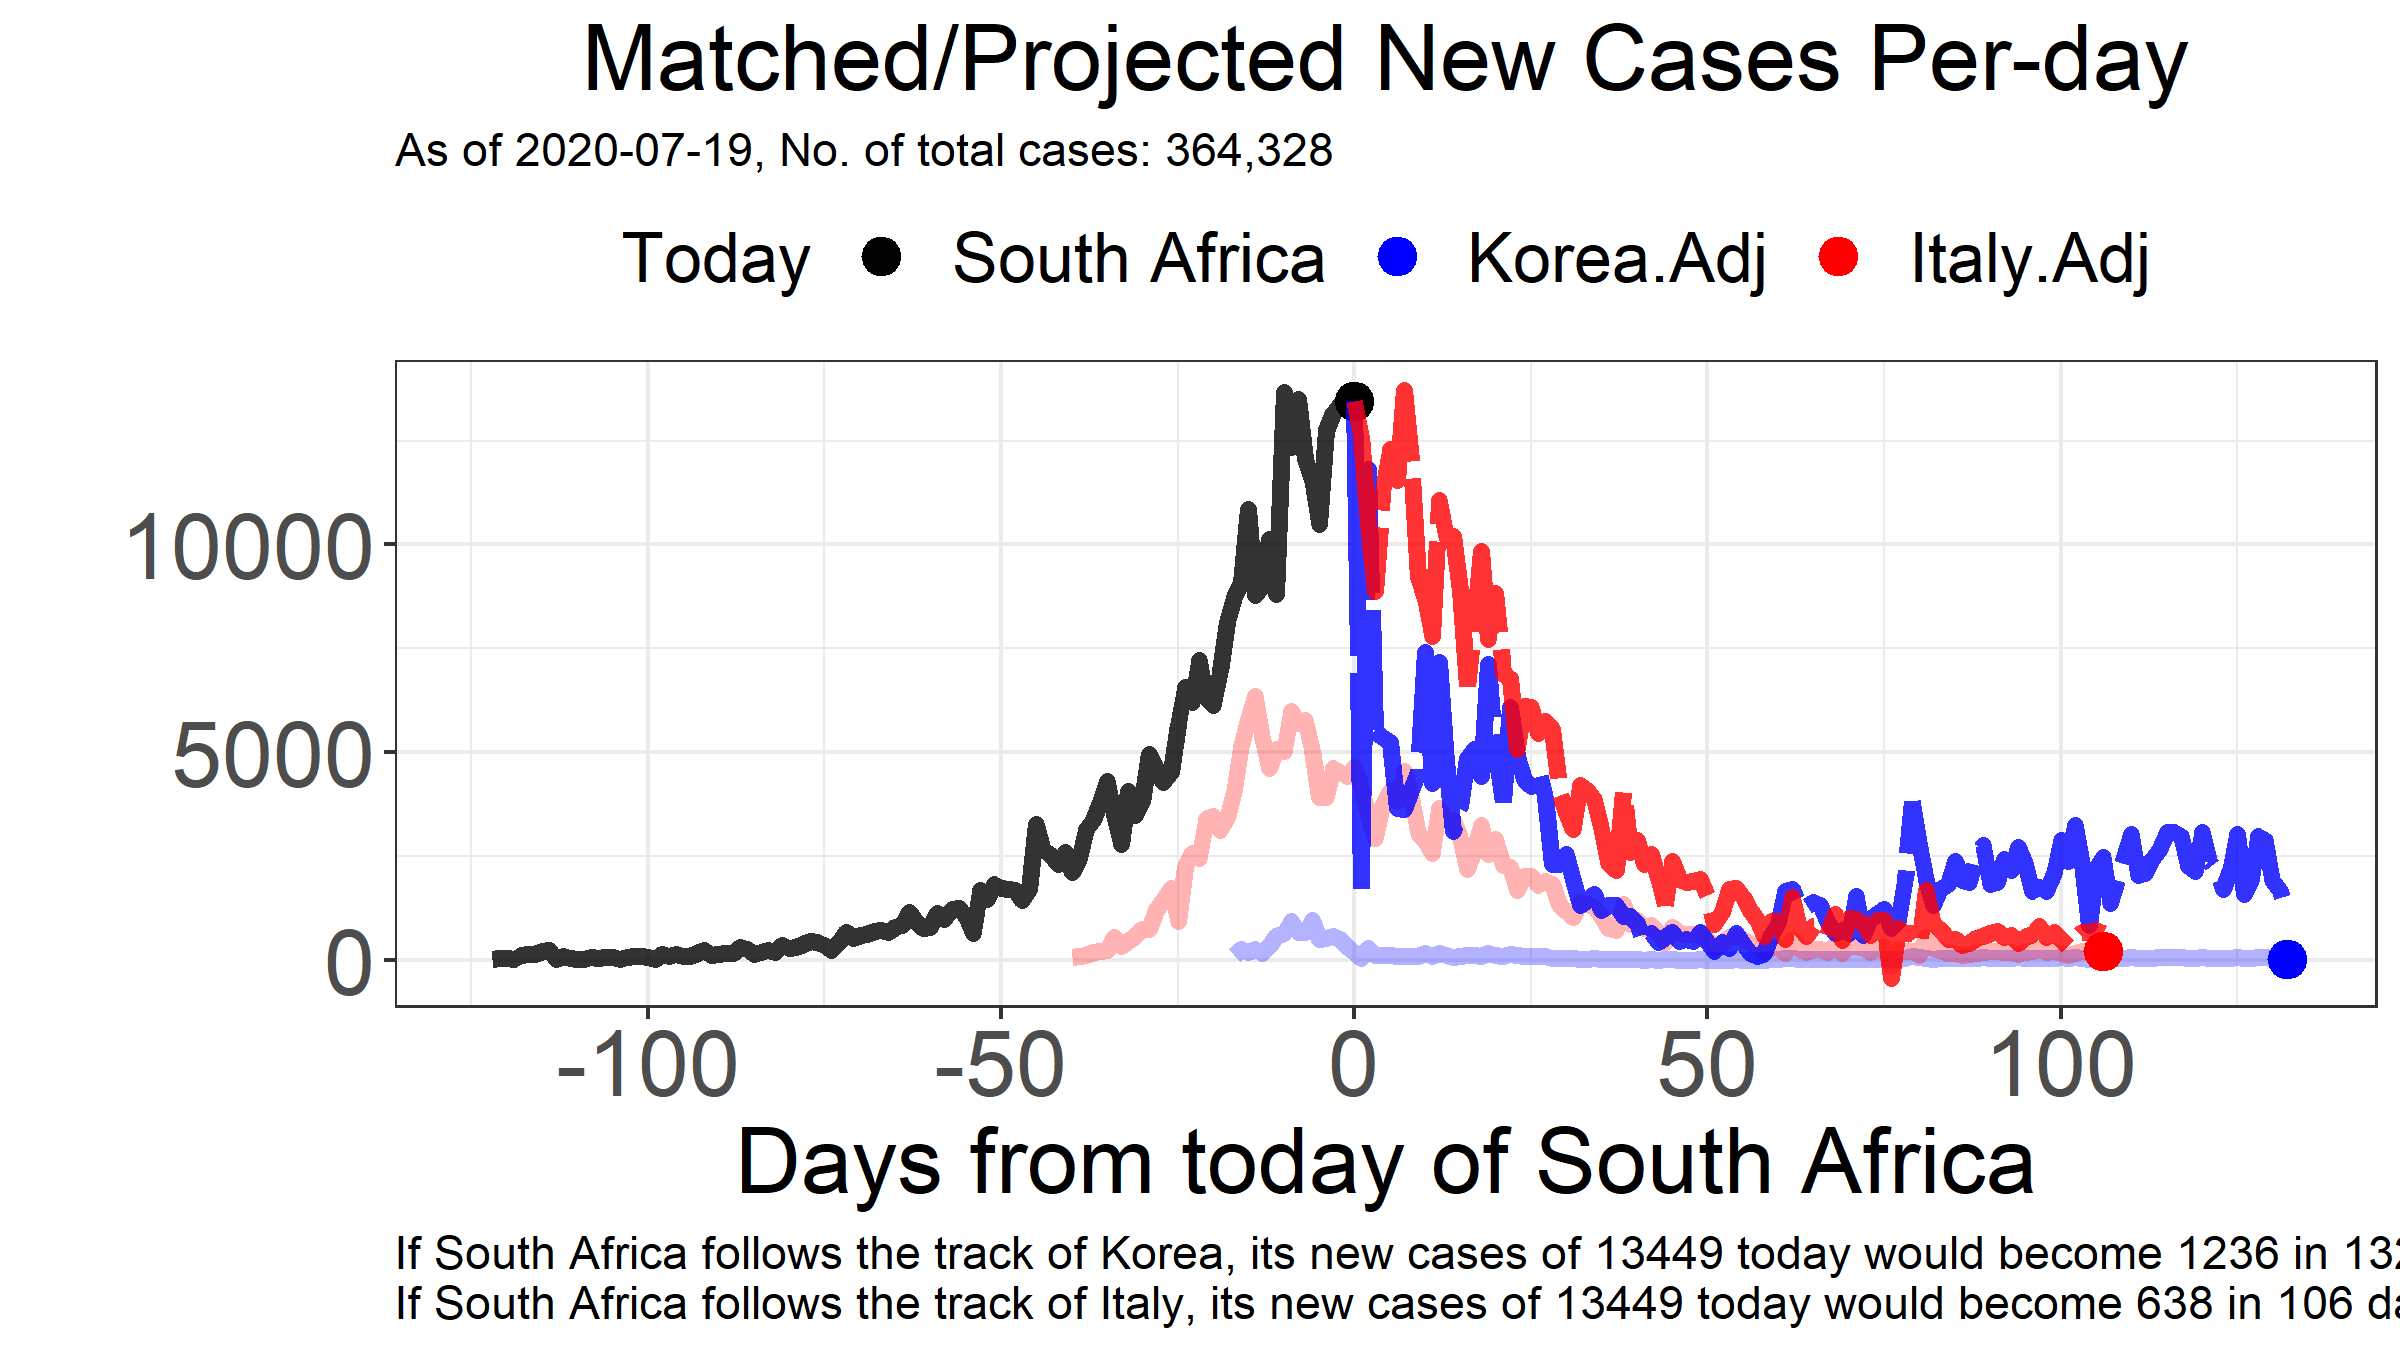 Matched/Projected New Cases Per-day
As of 2020-07-19, No. of total cases: 364,328
Today South Africa Korea.Adj Italy.Adj
10000
5000
0
-100 -50 0 50 100
Days from today of South Africa
If South Africa follows the track of Korea, its new cases of 13449 today would become 1236 in
If South Africa follows the track of Italy, its new cases of 13449 today would become 638 in 106